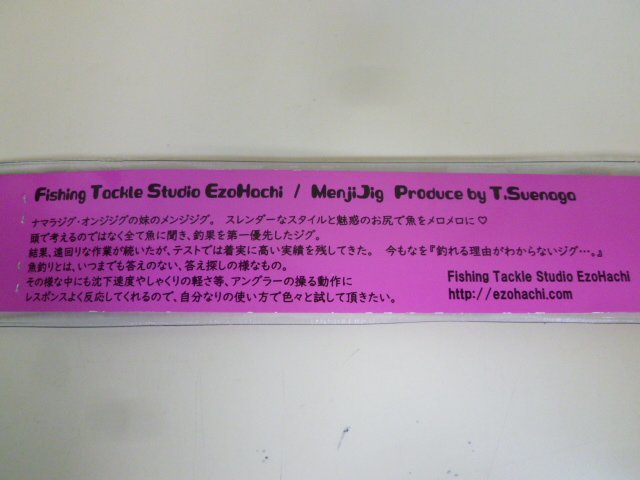 Fishing Tackle Studio EzoHachi / MenjiJig Produce by T.Suenaga
ナマラジグ・オンジジグの妹のメンジジグ。 スレンダーなスタイルと魅惑のお尻で魚をメロメロに♡
頭で考えるのではなく全て魚に聞き、釣果を第一優先したジグ。
結果、遠回りな作業が続いたが、テストでは着実に高い実績を残してきた。 今もなを『釣れる理由がわからないジグ…。』
魚釣りとは、いつまでも答えのない、答え探しの様なもの。
その様な中にも沈下速度やしゃくりの軽さ等、アングラーの操る動作に
レスポンスよく反応してくれるので、自分なりの使い方で色々と試して頂きたい。
Fishing Tackle Studio EzoHachi
http://ezohachi.com